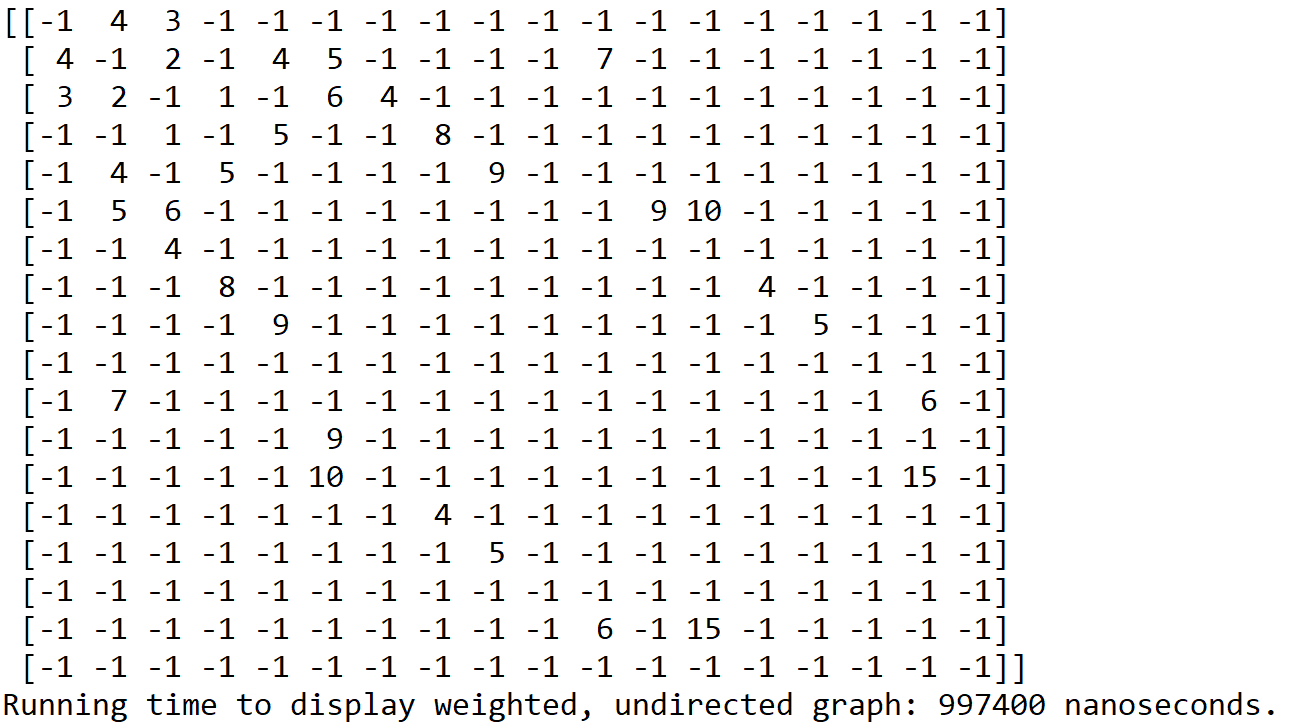 [[-1  4  3 -1 -1 -1 -1 -1 -1 -1 -1 -1 -1 -1 -1 -1 -1 -1]
 [ 4 -1  2 -1  4  5 -1 -1 -1 -1  7 -1 -1 -1 -1 -1 -1 -1]
 [ 3  2 -1  1 -1  6  4 -1 -1 -1 -1 -1 -1 -1 -1 -1 -1 -1]
 [-1 -1  1 -1  5 -1 -1  8 -1 -1 -1 -1 -1 -1 -1 -1 -1 -1]
 [-1  4 -1  5 -1 -1 -1 -1  9 -1 -1 -1 -1 -1 -1 -1 -1 -1]
 [-1  5  6 -1 -1 -1 -1 -1 -1 -1 -1  9 10 -1 -1 -1 -1 -1]
 [-1 -1  4 -1 -1 -1 -1 -1 -1 -1 -1 -1 -1 -1 -1 -1 -1 -1]
 [-1 -1 -1  8 -1 -1 -1 -1 -1 -1 -1 -1 -1  4 -1 -1 -1 -1]
 [-1 -1 -1 -1  9 -1 -1 -1 -1 -1 -1 -1 -1 -1  5 -1 -1 -1]
 [-1 -1 -1 -1 -1 -1 -1 -1 -1 -1 -1 -1 -1 -1 -1 -1 -1 -1]
 [-1  7 -1 -1 -1 -1 -1 -1 -1 -1 -1 -1 -1 -1 -1 -1  6 -1]
 [-1 -1 -1 -1 -1  9 -1 -1 -1 -1 -1 -1 -1 -1 -1 -1 -1 -1]
 [-1 -1 -1 -1 -1 10 -1 -1 -1 -1 -1 -1 -1 -1 -1 -1 15 -1]
 [-1 -1 -1 -1 -1 -1 -1  4 -1 -1 -1 -1 -1 -1 -1 -1 -1 -1]
 [-1 -1 -1 -1 -1 -1 -1 -1  5 -1 -1 -1 -1 -1 -1 -1 -1 -1]
 [-1 -1 -1 -1 -1 -1 -1 -1 -1 -1 -1 -1 -1 -1 -1 -1 -1 -1]
 [-1 -1 -1 -1 -1 -1 -1 -1 -1 -1  6 -1 15 -1 -1 -1 -1 -1]
 [-1 -1 -1 -1 -1 -1 -1 -1 -1 -1 -1 -1 -1 -1 -1 -1 -1 -1]]
Running time to display weighted, undirected graph: 997400 nanoseconds.